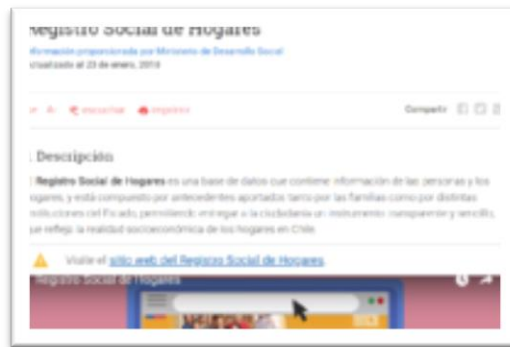 Registro Social de Hogares
Información proporcionada por Ministerio de Desarrollo Social
Actualizado al 23 de enero, 2018
A- escuchar imprimir Compartir
Descripción
Registro Social de Hogares es una base de datos que contiene información de las personas y los
hogares, y está compuesto por antecedentes aportados tanto por las familias como por distintas
instituciones del Estado, permitiendo entregar a la ciudadanía un instrumento transparente y sencillo,
que refleja la realidad socioeconómica de los hogares en Chile.
Visite el sitio web del Registro Social de Hogares.
Registro Social de Hogares